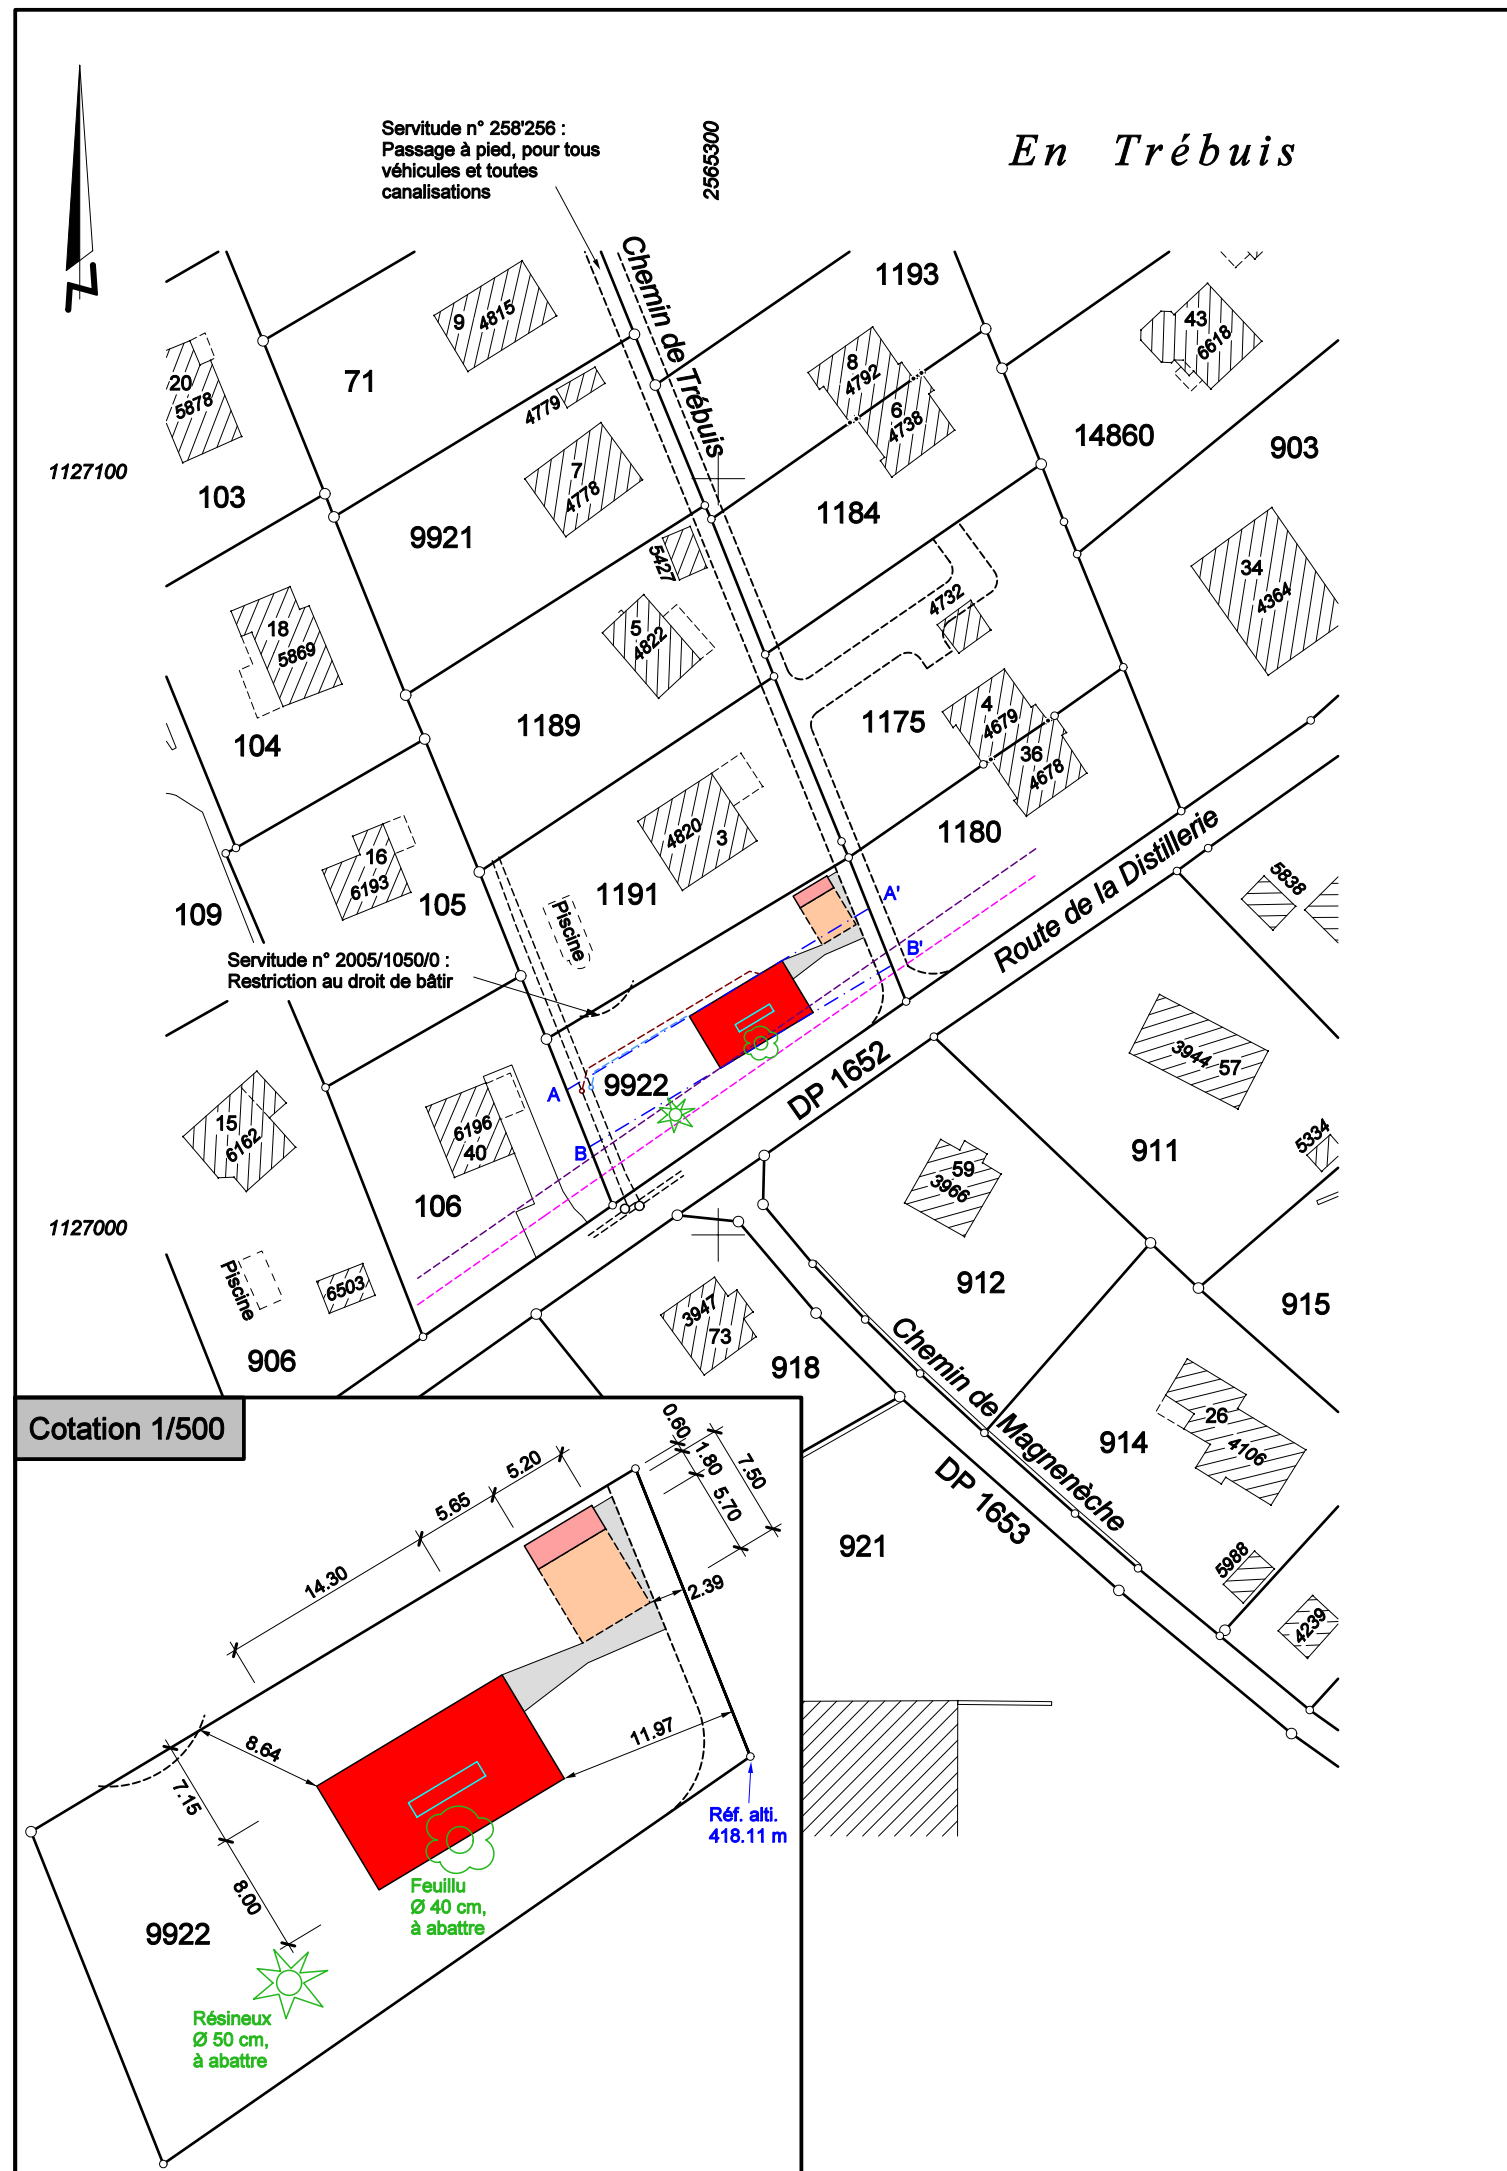 Servitude n° 258'256 :
Passage à pied, pour tous
véhicules et toutes
canalisations
2565300
En Trébuis
Chemin de Trébuis
1193
9 4815
43
6618
20
5878
71
8
4792
6
4738
4779
14860
903
1127100
103
7
4778
1184
9921
5427
34
4364
18
5869
5
4822
4732
104
1189
1175
4
4679
36
4678
16
6193
4820
3
1180
Route de la Distillerie
109
105
1191
Piscine
A'
5838
B'
Servitude n° 2005/1050/0 :
Restriction au droit de bâtir
3944 57
9922
A
DP 1652
15
6162
6196
40
B
59
3966
911
5334
106
1127000
Piscine
6503
912
915
3947
73
906
918
Chemin de Magnenèche
26
4106
914
DP 1653
921
5988
4239
Cotation 1/500
0.60
1.80
7.50
5.20
5.70
5.65
14.30
2.39
8.64
11.97
7.15
Réf. alti.
418.11 m
8.00
Feuillu
Ø 40 cm,
à abattre
9922
Résineux
Ø 50 cm,
à abattre
N